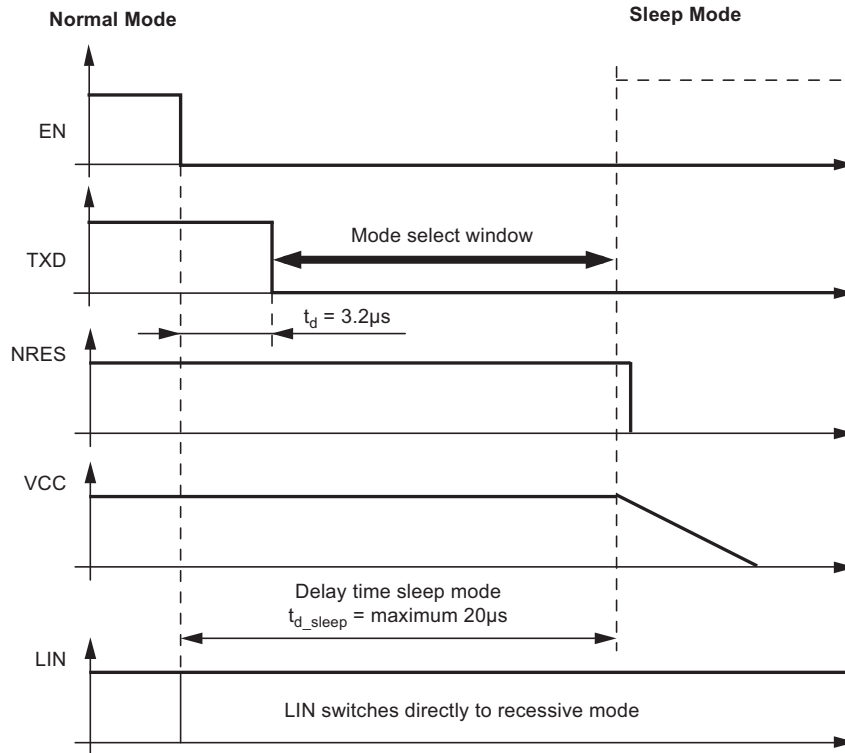 Normal Mode
Sleep Mode
EN
TXD
Mode select window
t_d = 3.2µs
NRES
VCC
Delay time sleep mode
t_d_sleep = maximum 20µs
LIN
LIN switches directly to recessive mode